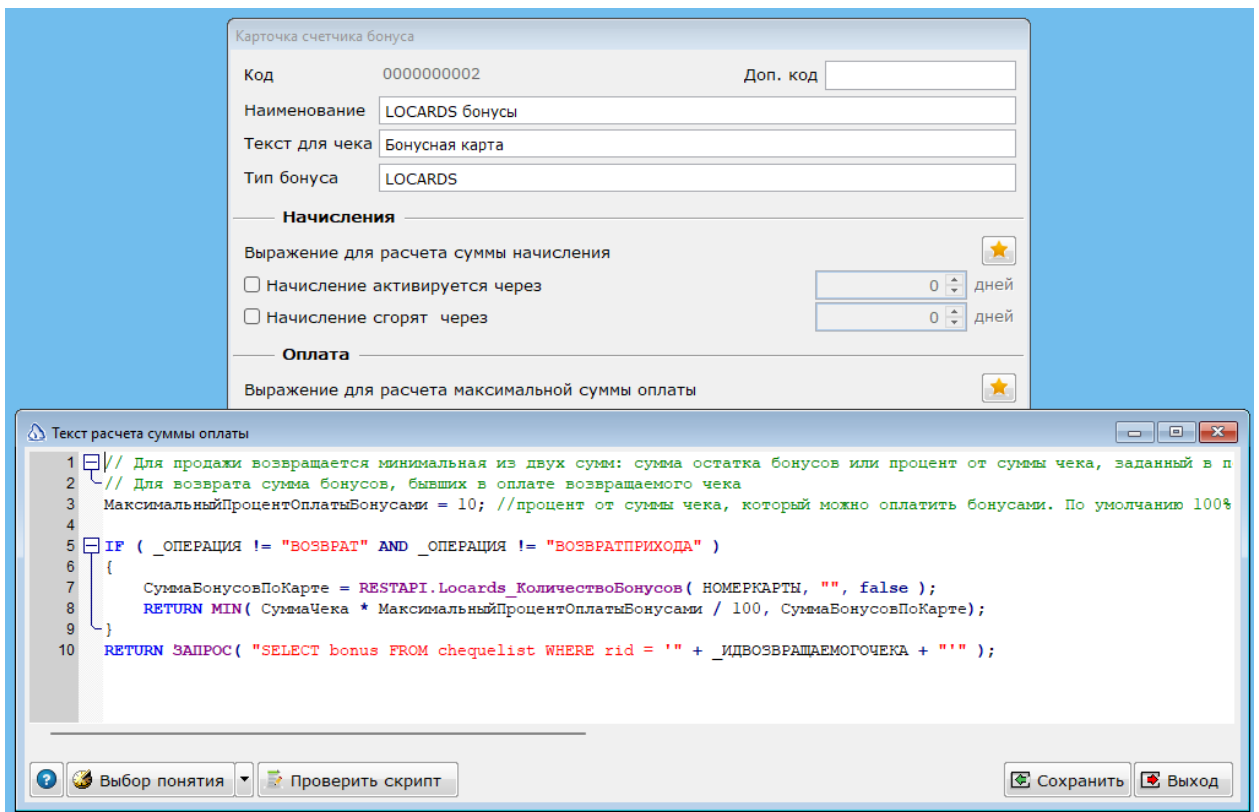 Карточка счетчика бонуса
Код 0000000002 Доп. код
Наименование LOCARDS бонусы
Текст для чека Бонусная карта
Тип бонуса LOCARDS
Начисления
Выражение для расчета суммы начисления
Начисление активируется через 0 дней
Начисление сгорят через 0 дней
Оплата
Выражение для расчета максимальной суммы оплаты
Текст расчета суммы оплаты
1 // Для продажи возвращается минимальная из двух сумм: сумма остатка бонусов или процент от суммы чека, заданный в п
2 // Для возврата сумма бонусов, бывших в оплате возвращаемого чека
3 МаксимальныйПроцентОплатыБонусами = 10; //процент от суммы чека, который можно оплатить бонусами. По умолчанию 100%
4
5 IF ( _ОПЕРАЦИЯ != "ВОЗВРАТ" AND _ОПЕРАЦИЯ != "ВОЗВРАТПРИХОДА" )
6 {
7 СуммаБонусовПоКарте = RESTAPI.Locards_КоличествоБонусов( НОМЕРКАРТЫ, "", false );
8 RETURN MIN( СуммаЧека * МаксимальныйПроцентОплатыБонусами / 100, СуммаБонусовПоКарте);
9 }
10 RETURN ЗАПРОС( "SELECT bonus FROM chequelist WHERE rid = '" + _ИДВОЗВРАЩАЕМОГОЧЕКА + "'" );
? Выбор понятия Проверить скрипт Сохранить Выход